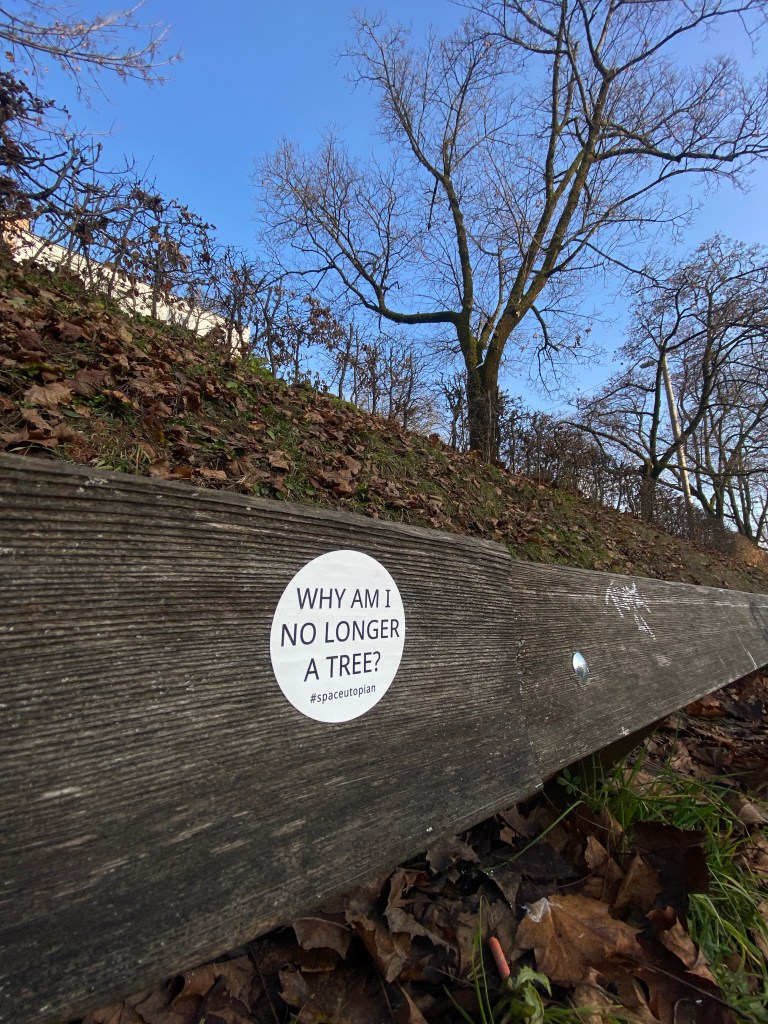 WHY AM I
NO LONGER
A TREE?
#spaceutopian